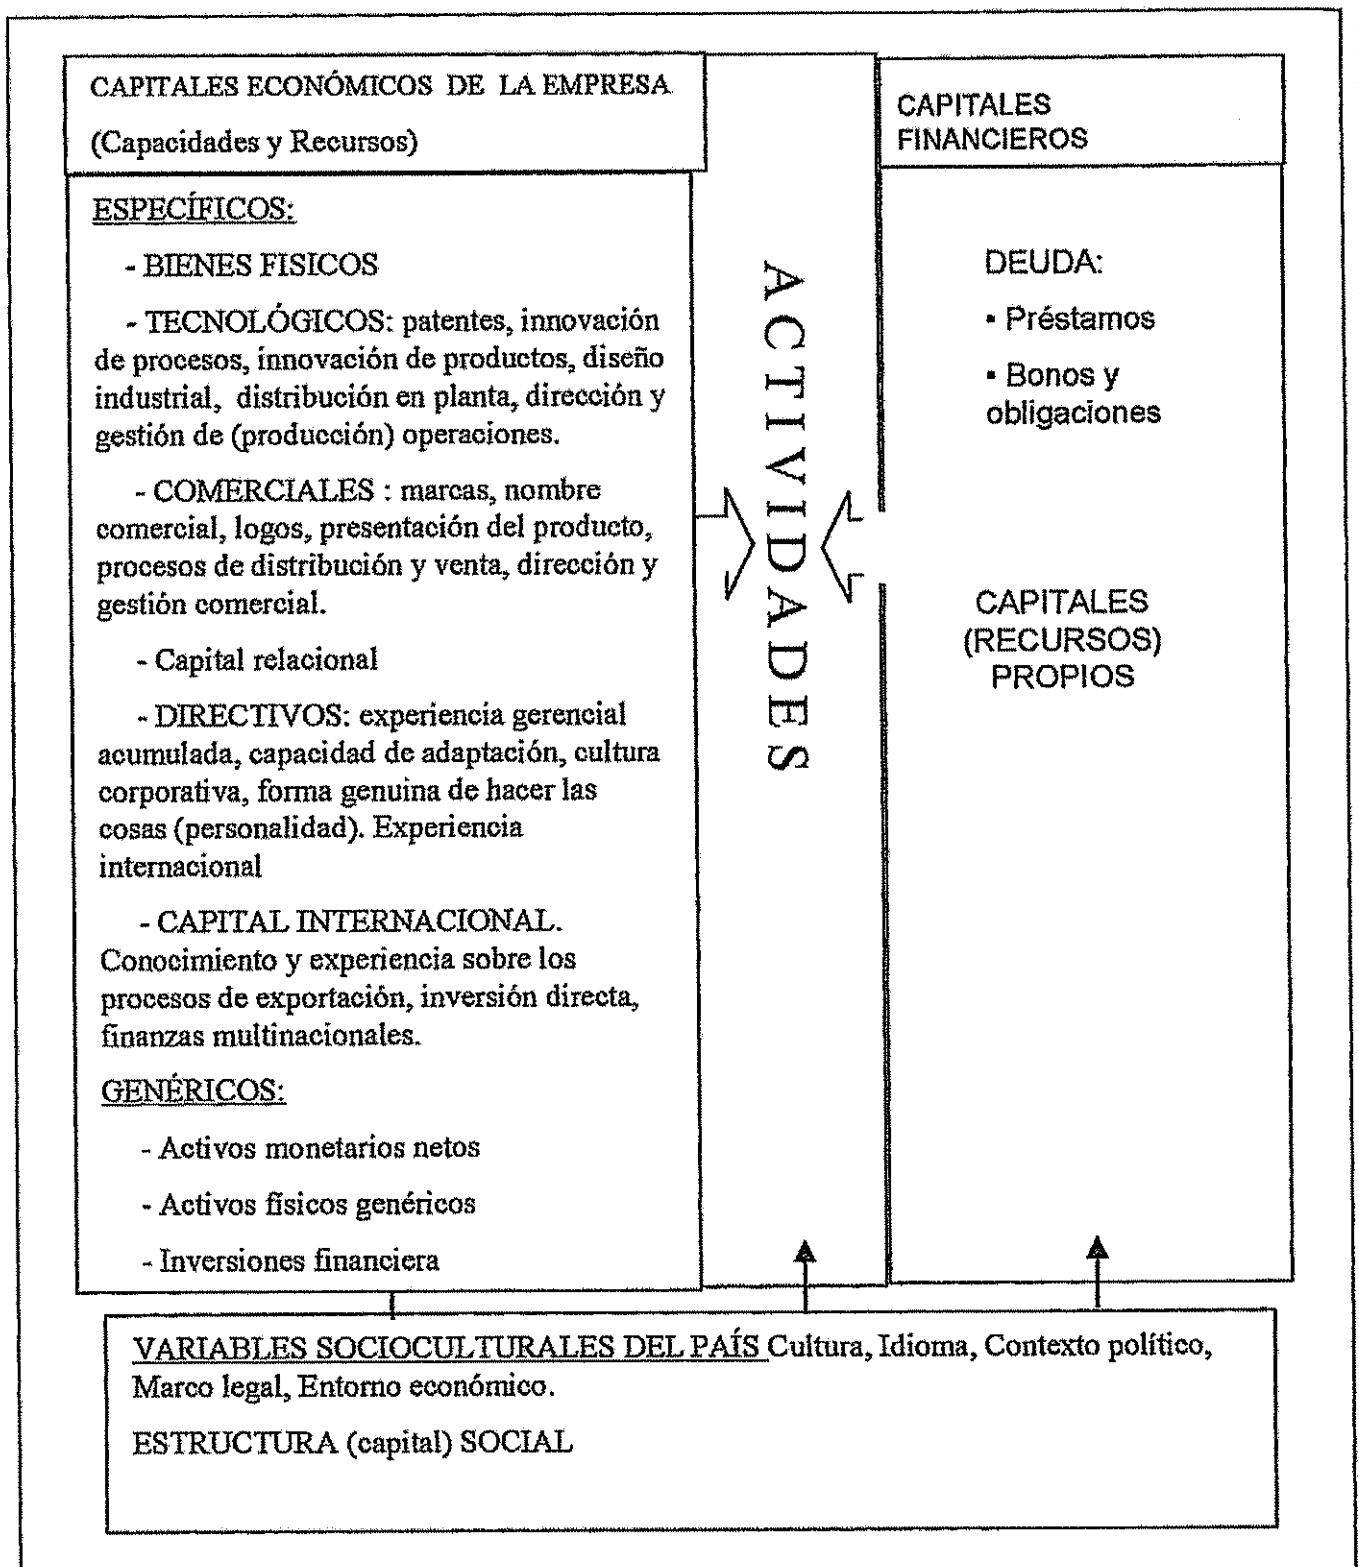 CAPITALES ECONÓMICOS DE LA EMPRESA
(Capacidades y Recursos)
ESPECÍFICOS:
- BIENES FISICOS
- TECNOLÓGICOS: patentes, innovación
de procesos, innovación de productos, diseño
industrial, distribución en planta, dirección y
gestión de (producción) operaciones.
- COMERCIALES : marcas, nombre
comercial, logos, presentación del producto,
procesos de distribución y venta, dirección y
gestión comercial.
- Capital relacional
- DIRECTIVOS: experiencia gerencial
acumulada, capacidad de adaptación, cultura
corporativa, forma genuina de hacer las
cosas (personalidad). Experiencia
internacional
- CAPITAL INTERNACIONAL.
Conocimiento y experiencia sobre los
procesos de exportación, inversión directa,
finanzas multinacionales.
GENÉRICOS:
- Activos monetarios netos
- Activos físicos genéricos
- Inversiones financiera
ACTIVIDADES
CAPITALES
FINANCIEROS
DEUDA:
▪ Préstamos
▪ Bonos y
obligaciones
CAPITALES
(RECURSOS)
PROPIOS
VARIABLES SOCIOCULTURALES DEL PAÍS Cultura, Idioma, Contexto político,
Marco legal, Entorno económico.
ESTRUCTURA (capital) SOCIAL